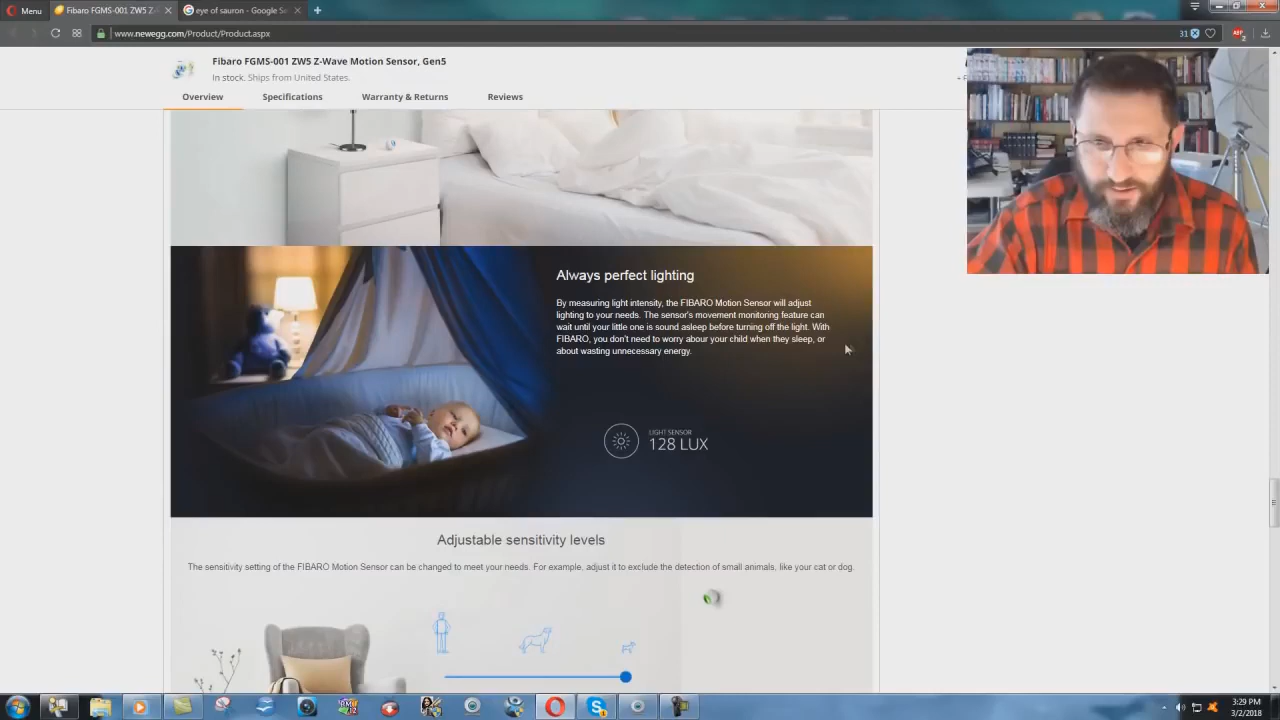 Menu
Fibaro FGMS-001 ZW5 Z-
eye of sauron - Google Se
www.newegg.com/Product/Product.aspx
31
Fibaro FGMS-001 ZW5 Z-Wave Motion Sensor, Gen5
In stock. Ships from United States.
Overview
Specifications
Warranty & Returns
Reviews
Always perfect lighting
By measuring light intensity, the FIBARO Motion Sensor will adjust
lighting to your needs. The sensor's movement monitoring feature can
wait until your little one is sound asleep before turning off the light. With
FIBARO, you don't need to worry abour your child when they sleep, or
about wasting unnecessary energy.
LIGHT SENSOR
128 LUX
Adjustable sensitivity levels
The sensitivity setting of the FIBARO Motion Sensor can be changed to meet your needs. For example, adjust it to exclude the detection of small animals, like your cat or dog.
3:29 PM
3/2/2018